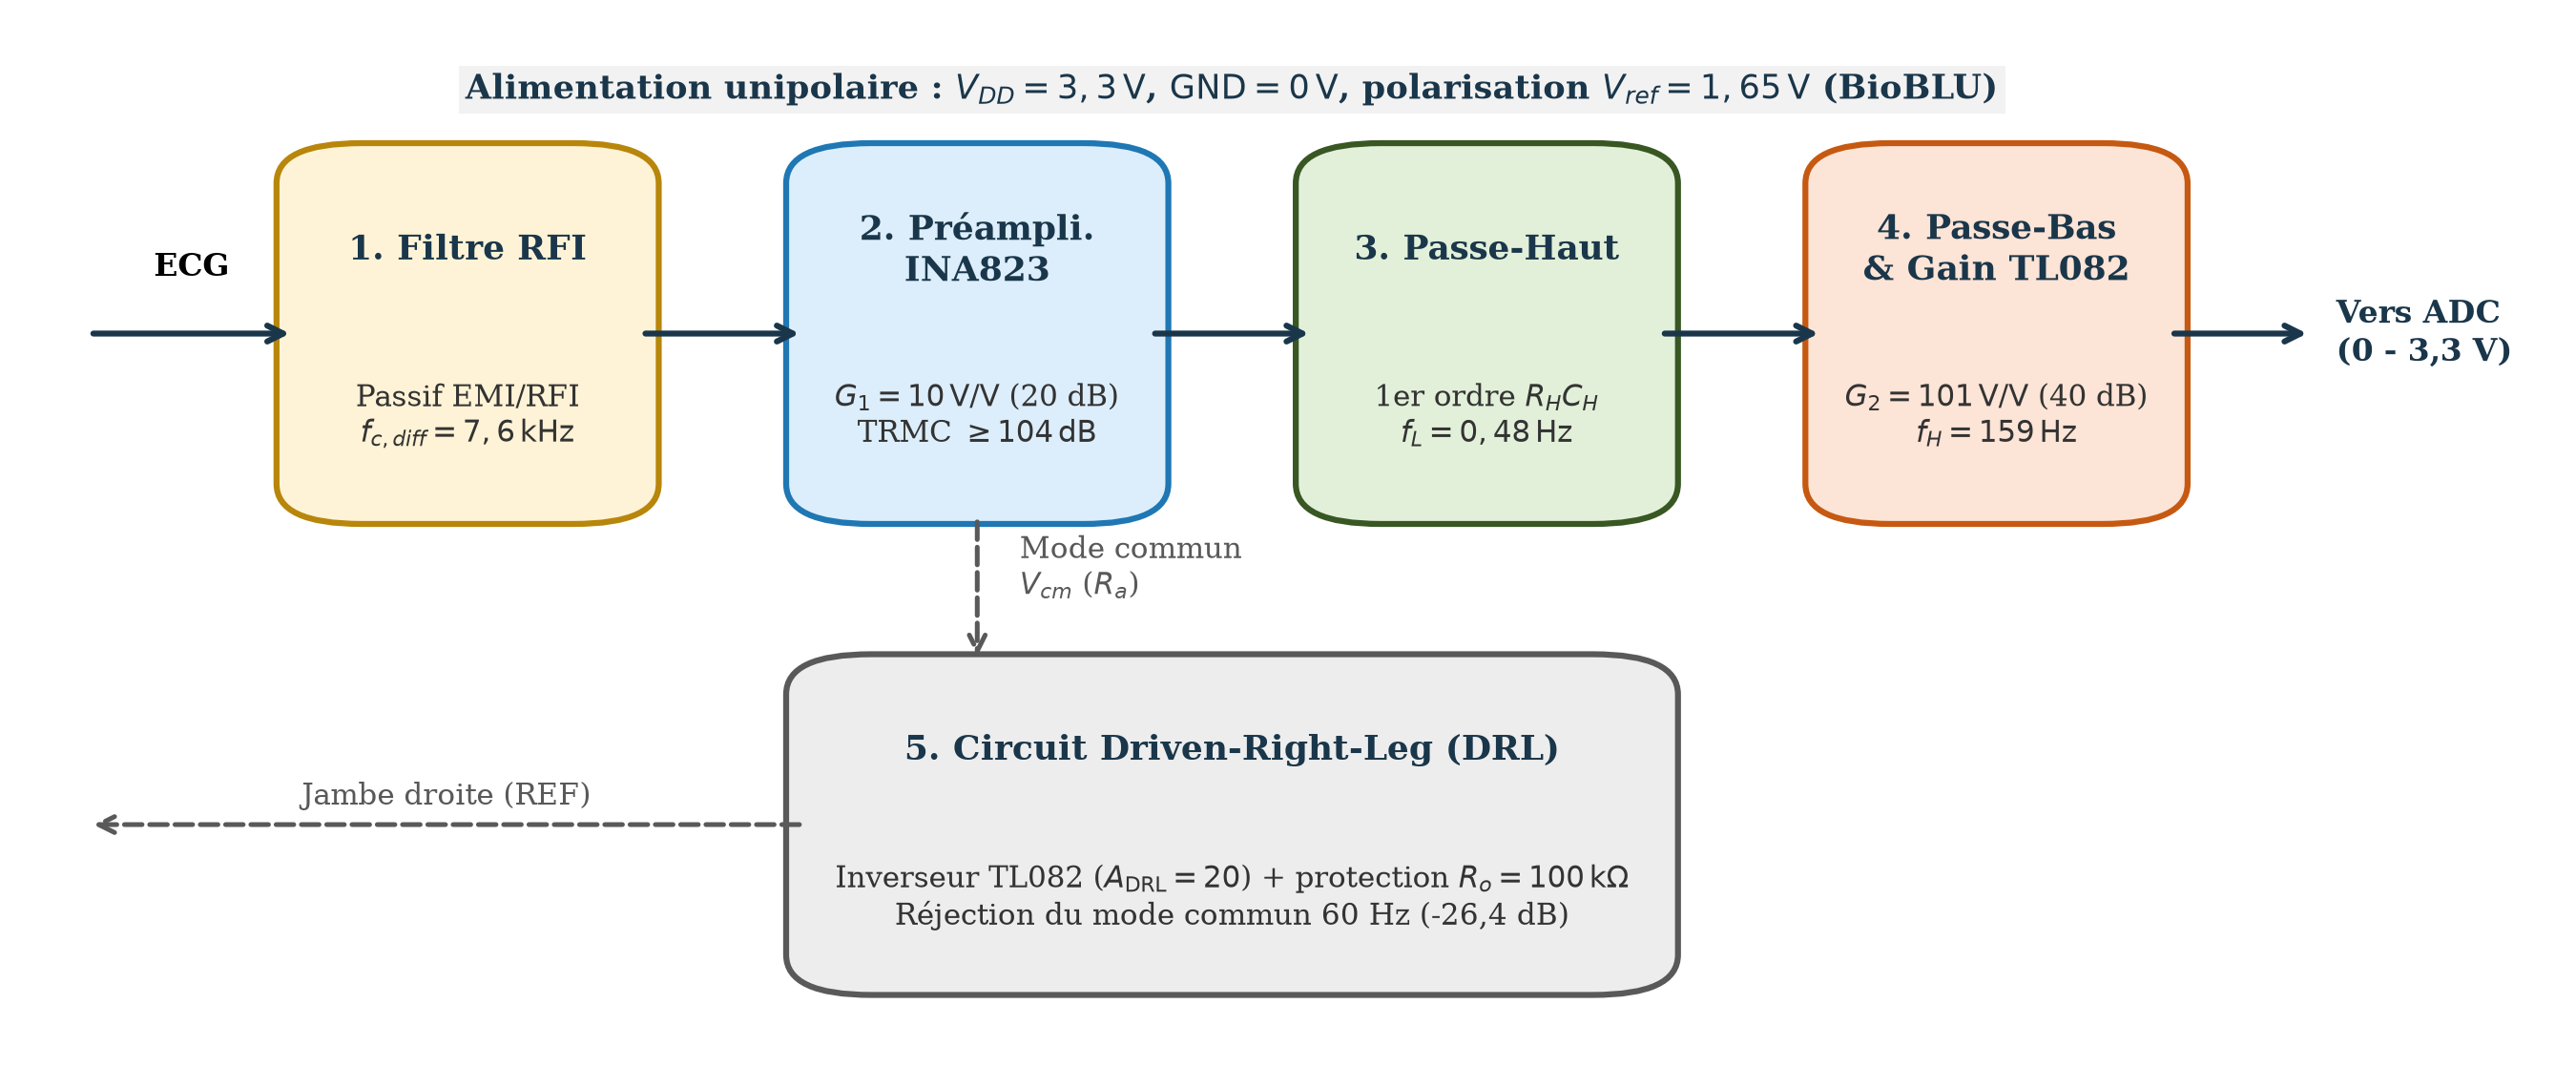 Alimentation unipolaire : V_DD = 3,3 V, GND = 0 V, polarisation V_ref = 1,65 V (BioBLU)
ECG
1. Filtre RFI
Passif EMI/RFI
f_c,diff = 7,6 kHz
2. Préampli.
INA823
G_1 = 10 V/V (20 dB)
TRMC ≥ 104 dB
3. Passe-Haut
1er ordre R_HC_H
f_L = 0,48 Hz
4. Passe-Bas
& Gain TL082
G_2 = 101 V/V (40 dB)
f_H = 159 Hz
Vers ADC
(0 - 3,3 V)
Mode commun
V_cm (R_a)
5. Circuit Driven-Right-Leg (DRL)
Inverseur TL082 (A_DRL = 20) + protection R_o = 100 kΩ
Réjection du mode commun 60 Hz (-26,4 dB)
Jambe droite (REF)